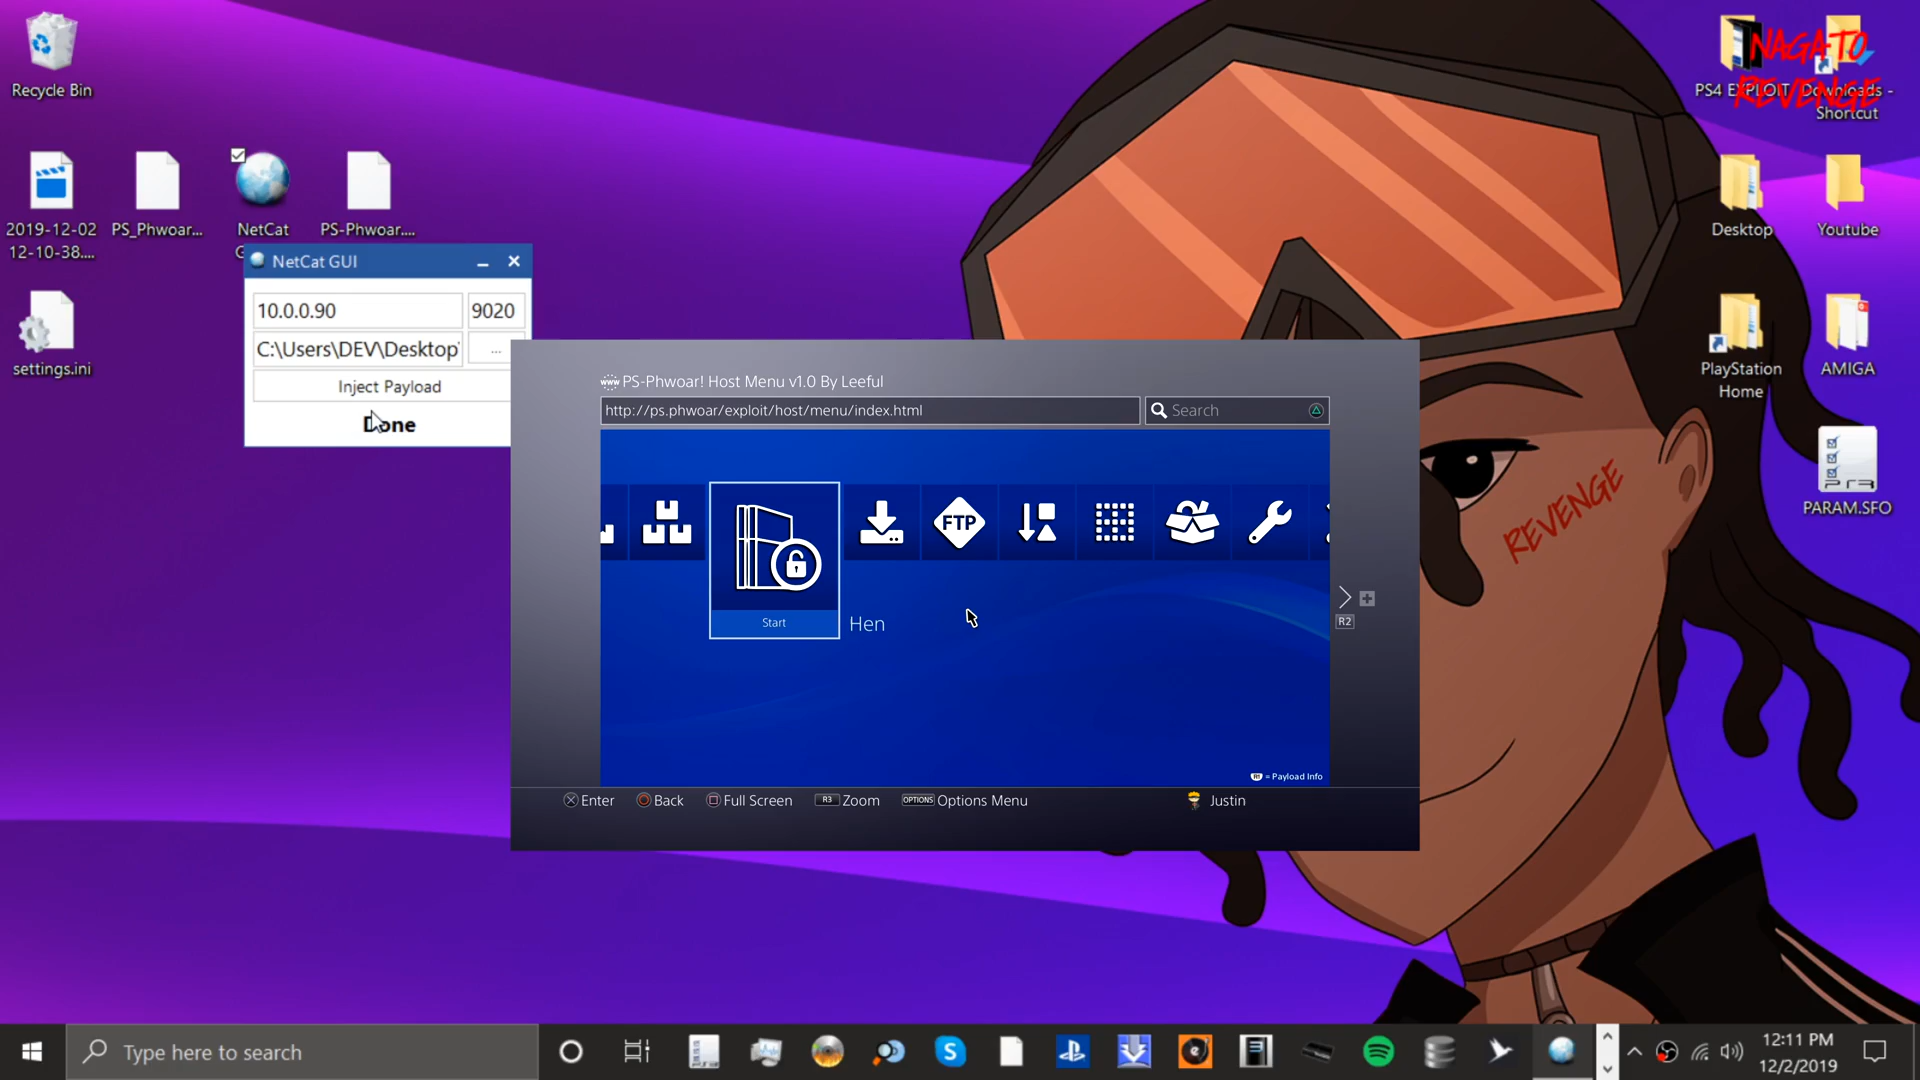 Recycle Bin
NAGATO
REVENGE
PS4 EXPLOIT
Downloads -
Shortcut
2019-12-02
12-10-38....
PS_Phwoar...
NetCat
PS-Phwoar....
Desktop
Youtube
NetCat GUI
10.0.0.90
9020
C:\Users\DEV\Desktop\
...
Inject Payload
Done
settings.ini
PlayStation
Home
AMIGA
PARAM.SFO
REVENGE
www PS-Phwoar! Host Menu v1.0 By Leeful
http://ps.phwoar/exploit/host/menu/index.html
Search
FTP
Start
Hen
R2
R1 = Payload Info
Enter
Back
Full Screen
R3 Zoom
OPTIONS Options Menu
Justin
Type here to search
12:11 PM
12/2/2019